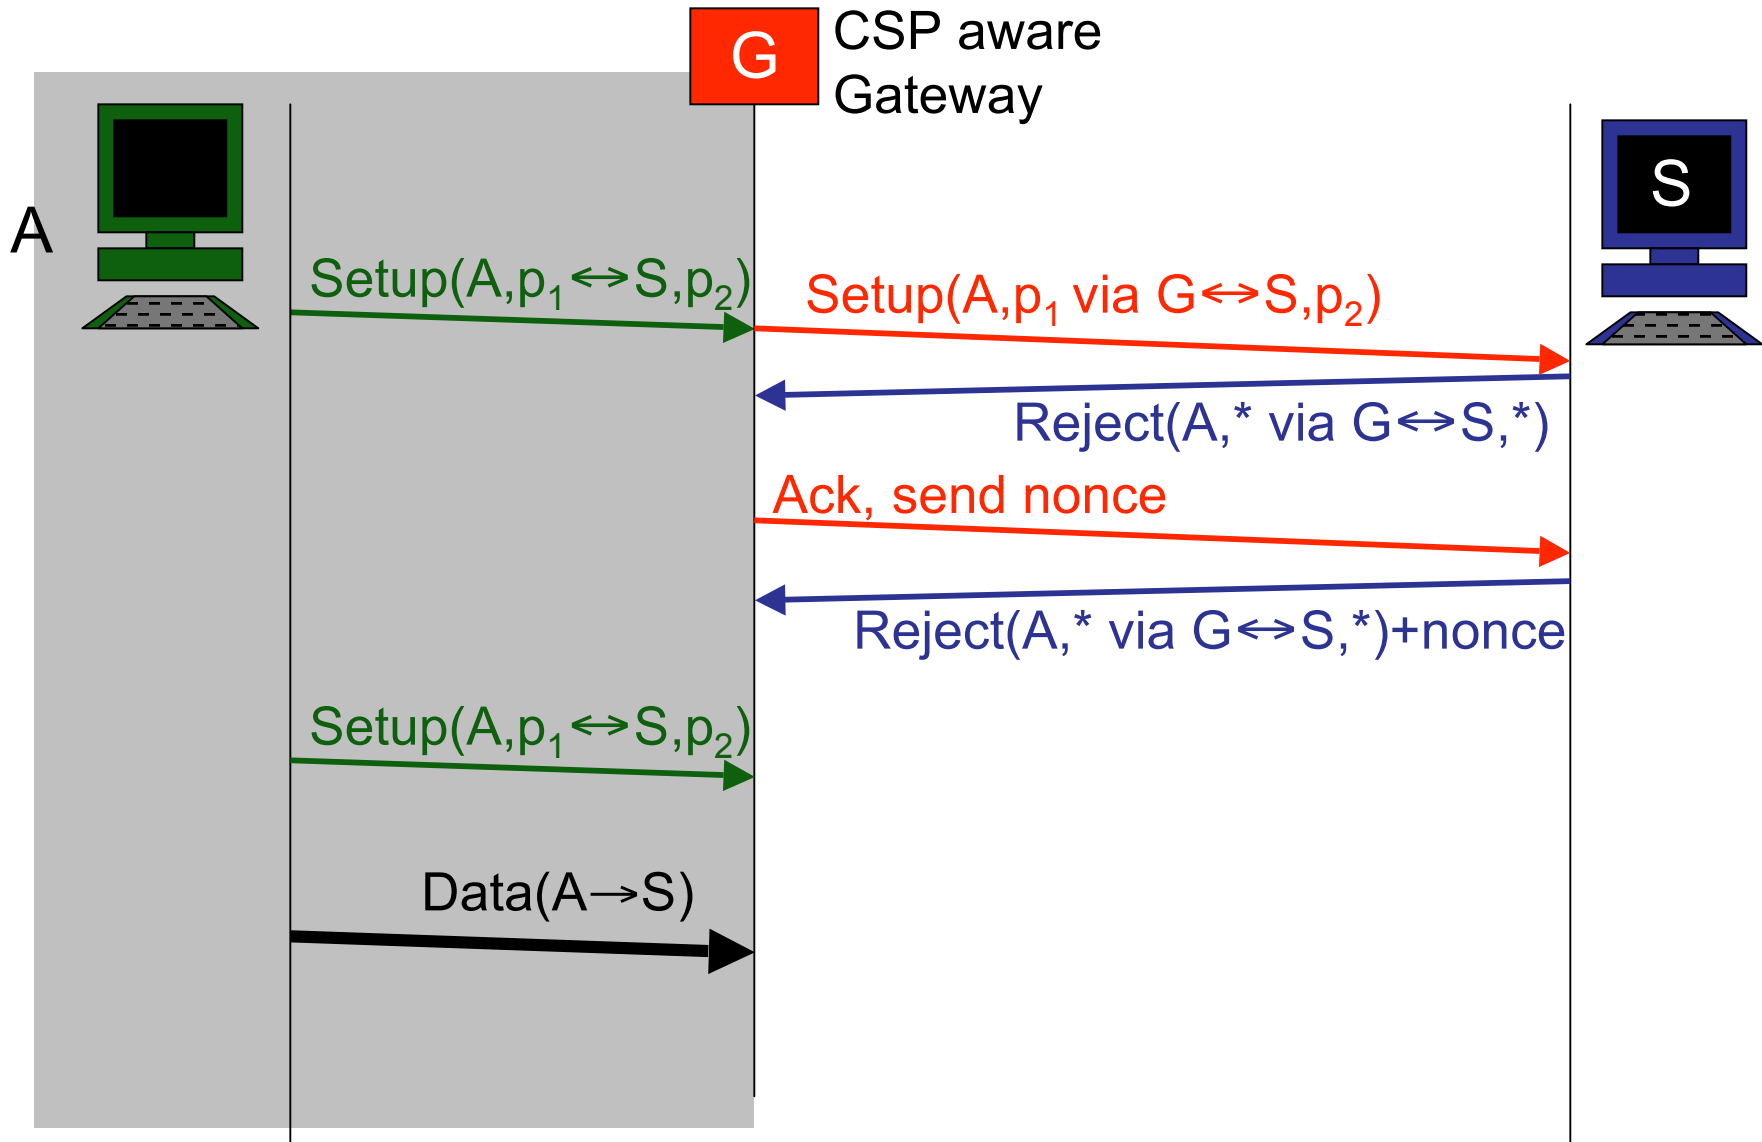 G
CSP aware
Gateway
A
S
Setup(A,p₁↔S,p₂)
Setup(A,p₁ via G↔S,p₂)
Reject(A,* via G↔S,*)
Ack, send nonce
Reject(A,* via G↔S,*)+nonce
Setup(A,p₁↔S,p₂)
Data(A→S)